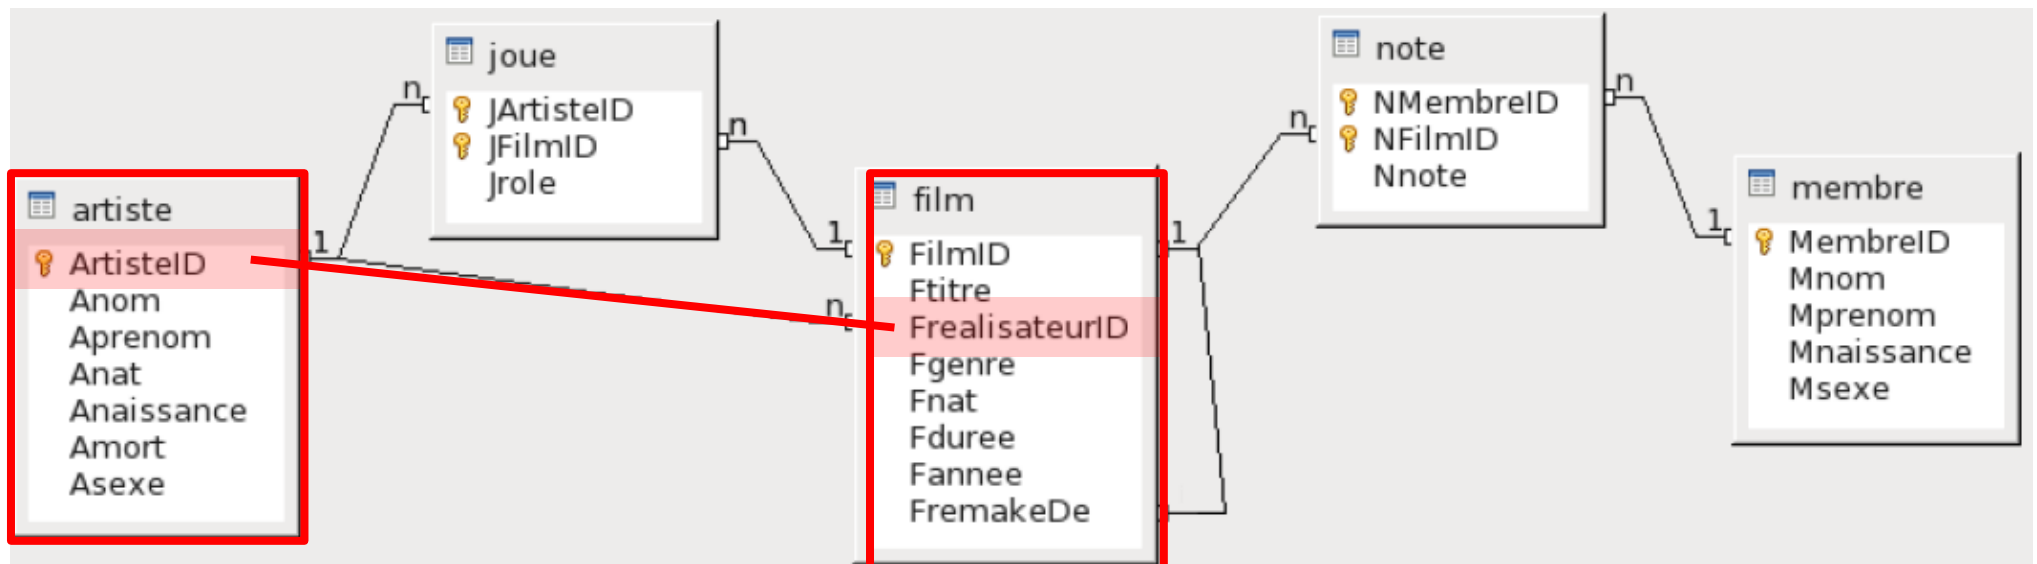 joue
n
JArtisteID
JFilmID
Jrole
n
artiste
1
ArtisteID
Anom
Aprenom
Anat
Anaissance
Amort
Asexe
film
1
n
FilmID
Ftitre
FrealisateurID
Fgenre
Fnat
Fduree
Fannee
FremakeDe
1
note
n
NMembreID
NFilmID
Nnote
n
membre
1
MembreID
Mnom
Mprenom
Mnaissance
Msexe